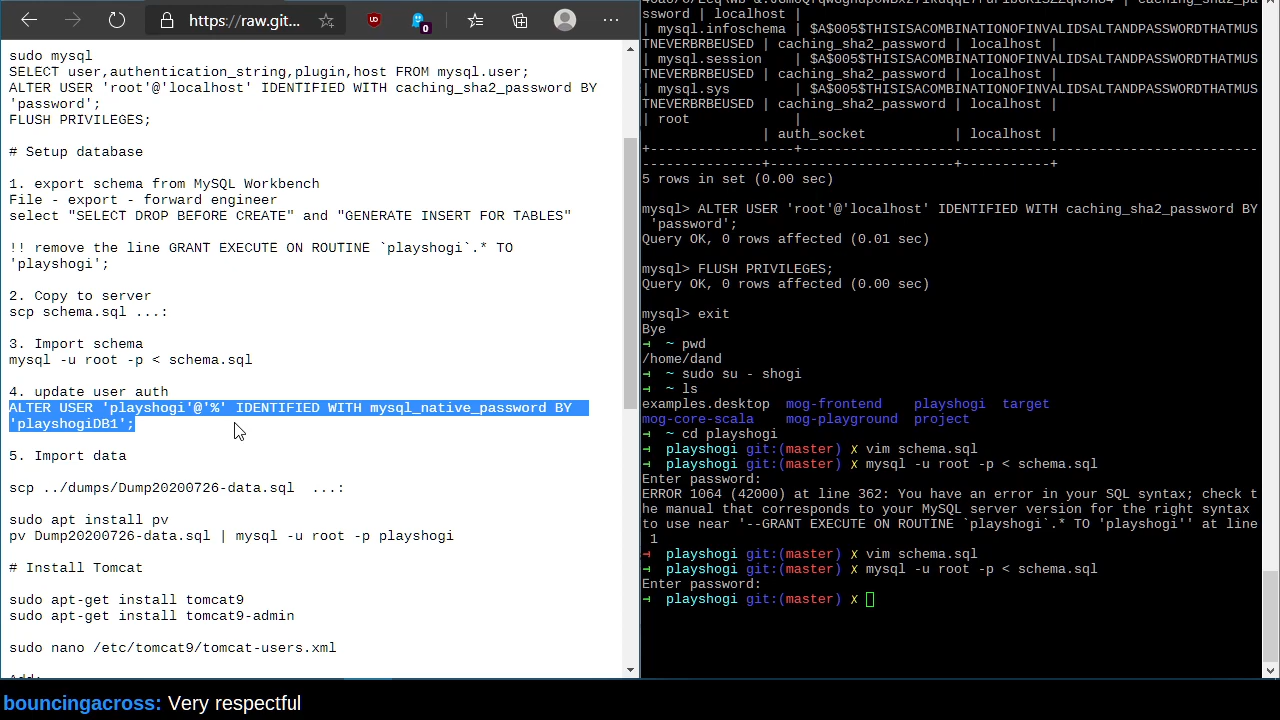 https://raw.git...
0
sudo mysql
SELECT user,authentication_string,plugin,host FROM mysql.user;
ALTER USER 'root'@'localhost' IDENTIFIED WITH caching_sha2_password BY
'password';
FLUSH PRIVILEGES;
# Setup database
1. export schema from MySQL Workbench
File - export - forward engineer
select "SELECT DROP BEFORE CREATE" and "GENERATE INSERT FOR TABLES"
!! remove the line GRANT EXECUTE ON ROUTINE `playshogi`.* TO
'playshogi';
2. Copy to server
scp schema.sql ...:
3. Import schema
mysql -u root -p < schema.sql
4. update user auth
ALTER USER 'playshogi'@'%' IDENTIFIED WITH mysql_native_password BY
'playshogiDB1';
5. Import data
scp ../dumps/Dump20200726-data.sql  ...:
sudo apt install pv
pv Dump20200726-data.sql | mysql -u root -p playshogi
# Install Tomcat
sudo apt-get install tomcat9
sudo apt-get install tomcat9-admin
sudo nano /etc/tomcat9/tomcat-users.xml
Add:
ssword | localhost |
| mysql.infoschema | $A$005$THISISACOMBINATIONOFINVALIDSALTANDPASSWORDTHATMUS
TNEVERBRBEUSED | caching_sha2_password | localhost |
| mysql.session    | $A$005$THISISACOMBINATIONOFINVALIDSALTANDPASSWORDTHATMUS
TNEVERBRBEUSED | caching_sha2_password | localhost |
| mysql.sys        | $A$005$THISISACOMBINATIONOFINVALIDSALTANDPASSWORDTHATMUS
TNEVERBRBEUSED | caching_sha2_password | localhost |
| root             |
| auth_socket           | localhost |
+------------------+---------------------------------------------------------
---------------+-----------------------+-----------+
5 rows in set (0.00 sec)
mysql> ALTER USER 'root'@'localhost' IDENTIFIED WITH caching_sha2_password BY
'password';
Query OK, 0 rows affected (0.01 sec)
mysql> FLUSH PRIVILEGES;
Query OK, 0 rows affected (0.00 sec)
mysql> exit
Bye
→ ~ pwd
/home/dand
→ ~ sudo su - shogi
→ ~ ls
examples.desktop  mog-frontend    playshogi  target
mog-core-scala    mog-playground  project
→ ~ cd playshogi
→ playshogi git:(master) ✗ vim schema.sql
→ playshogi git:(master) ✗ mysql -u root -p < schema.sql
Enter password:
ERROR 1064 (42000) at line 362: You have an error in your SQL syntax; check t
he manual that corresponds to your MySQL server version for the right syntax
to use near '--GRANT EXECUTE ON ROUTINE `playshogi`.* TO 'playshogi'' at line
1
→ playshogi git:(master) ✗ vim schema.sql
→ playshogi git:(master) ✗ mysql -u root -p < schema.sql
Enter password:
→ playshogi git:(master) ✗
bouncingacross: Very respectful